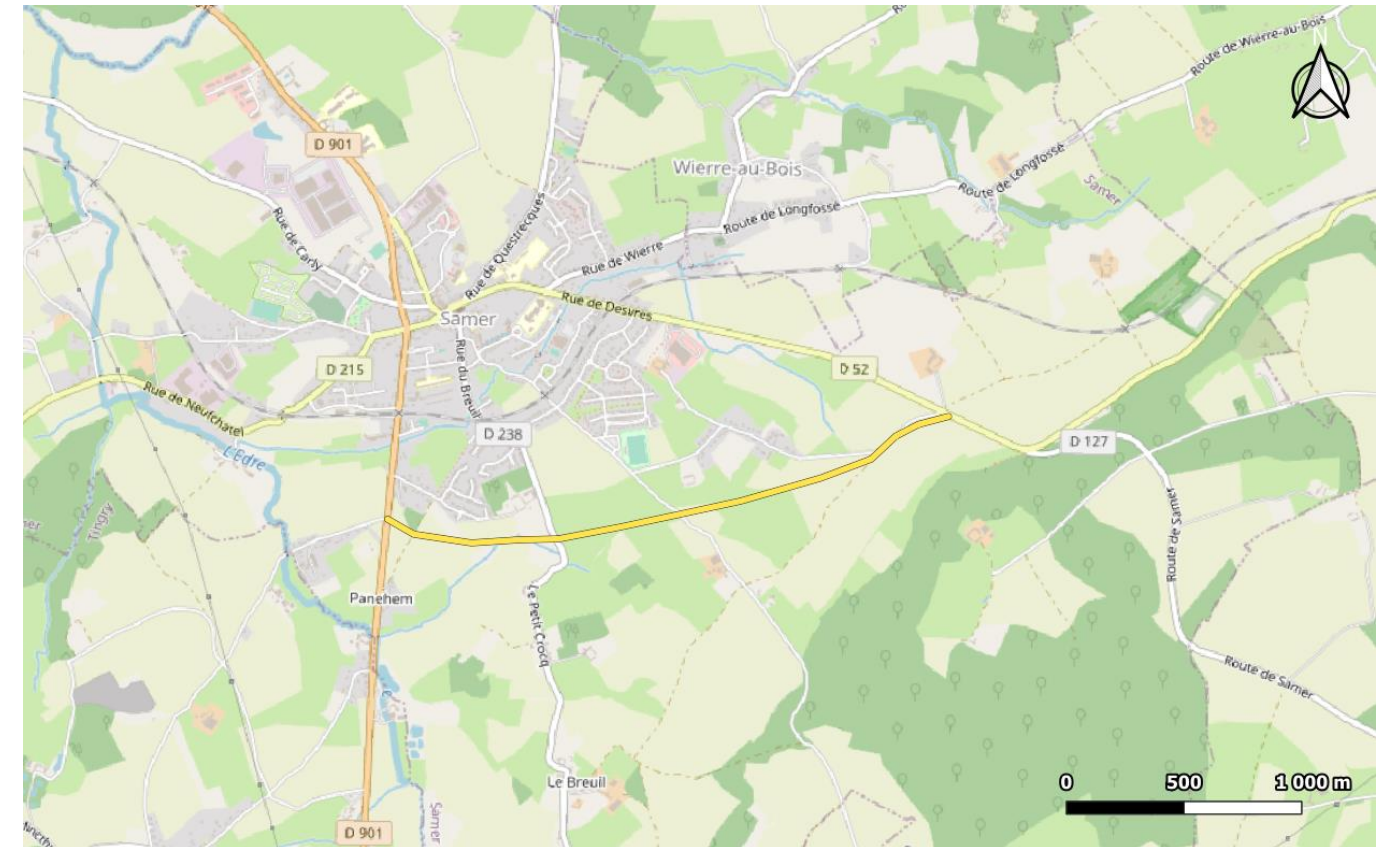 N
Route de Wierre-au-Bois
D 901
Wierre-au-Bois
Route de Longfossé
Samer
Rue de Questrecques
Route de Longfossé
Rue de Carly
Rue de Wierre
Rue de Desvres
Samer
D 215
D 52
Rue du Breuil
Rue de Neufchatel
D 238
D 127
L'Edre
Tingry
Route de Samer
Panehem
Le Petit Crocq
Route de Samer
Le Breuil
0 500 1 000 m
Samer
D 901